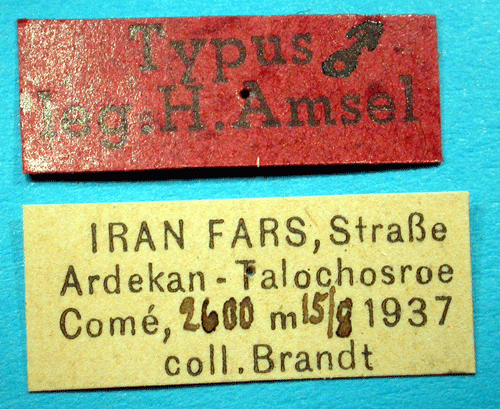 Typus ♂
leg. H. Amsel
IRAN FARS, Straße
Ardekan - Talochosroe
Comé, 2600 m 15/8 1937
coll. Brandt